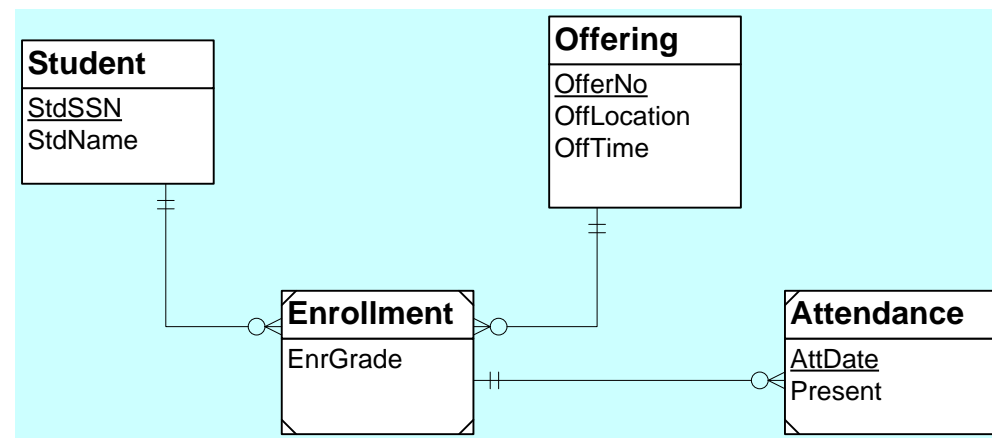 Student
StdSSN
StdName
Offering
OfferNo
OffLocation
OffTime
Enrollment
EnrGrade
Attendance
AttDate
Present